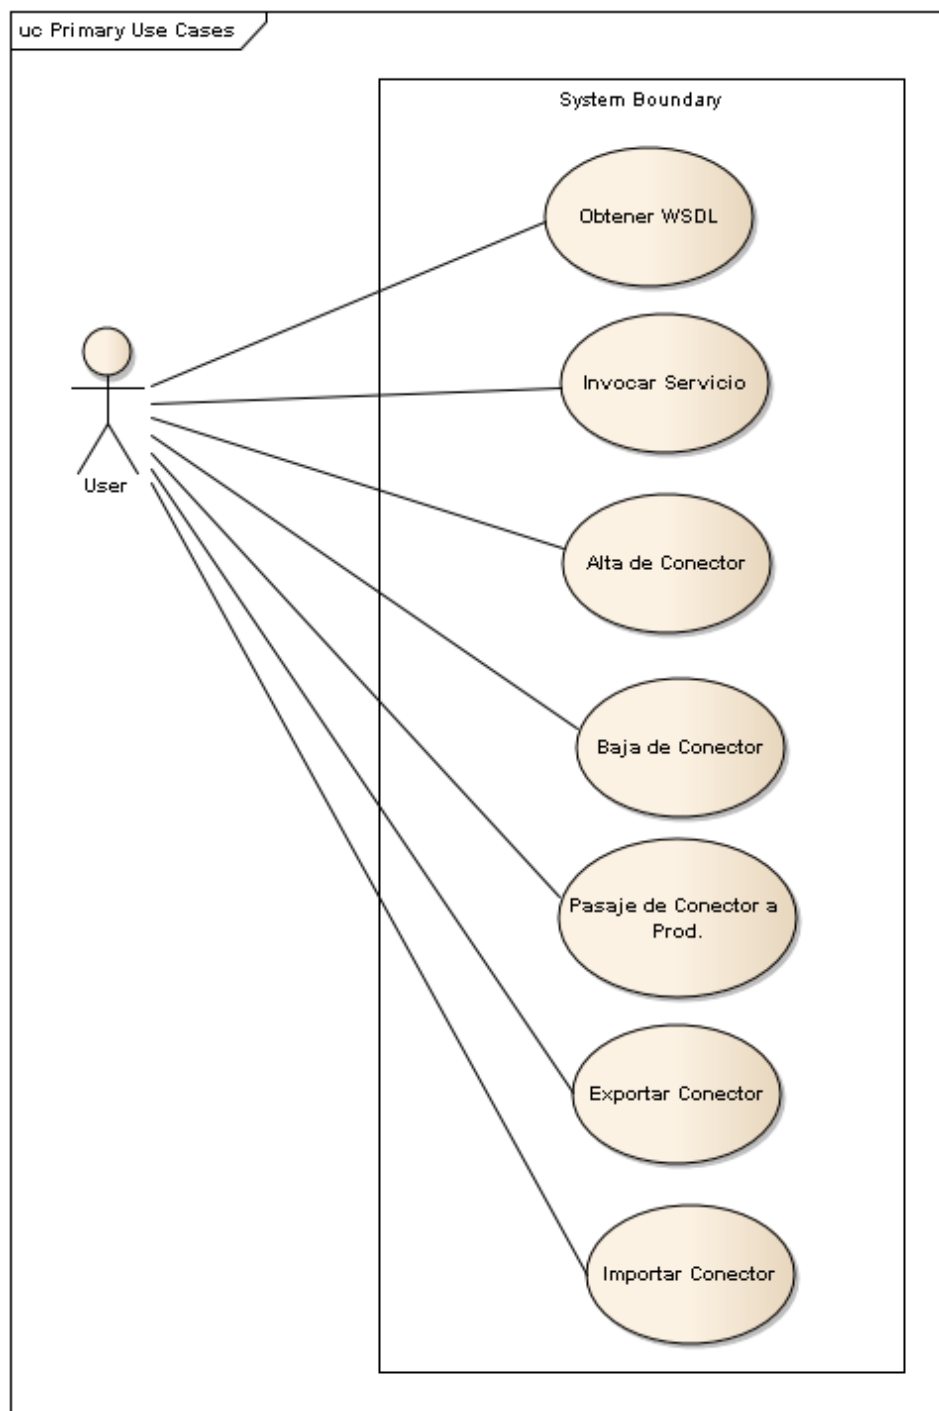 uc Primary Use Cases
System Boundary
Obtener WSDL
Invocar Servicio
User
Alta de Conector
Baja de Conector
Pasaje de Conector a
Prod.
Exportar Conector
Importar Conector